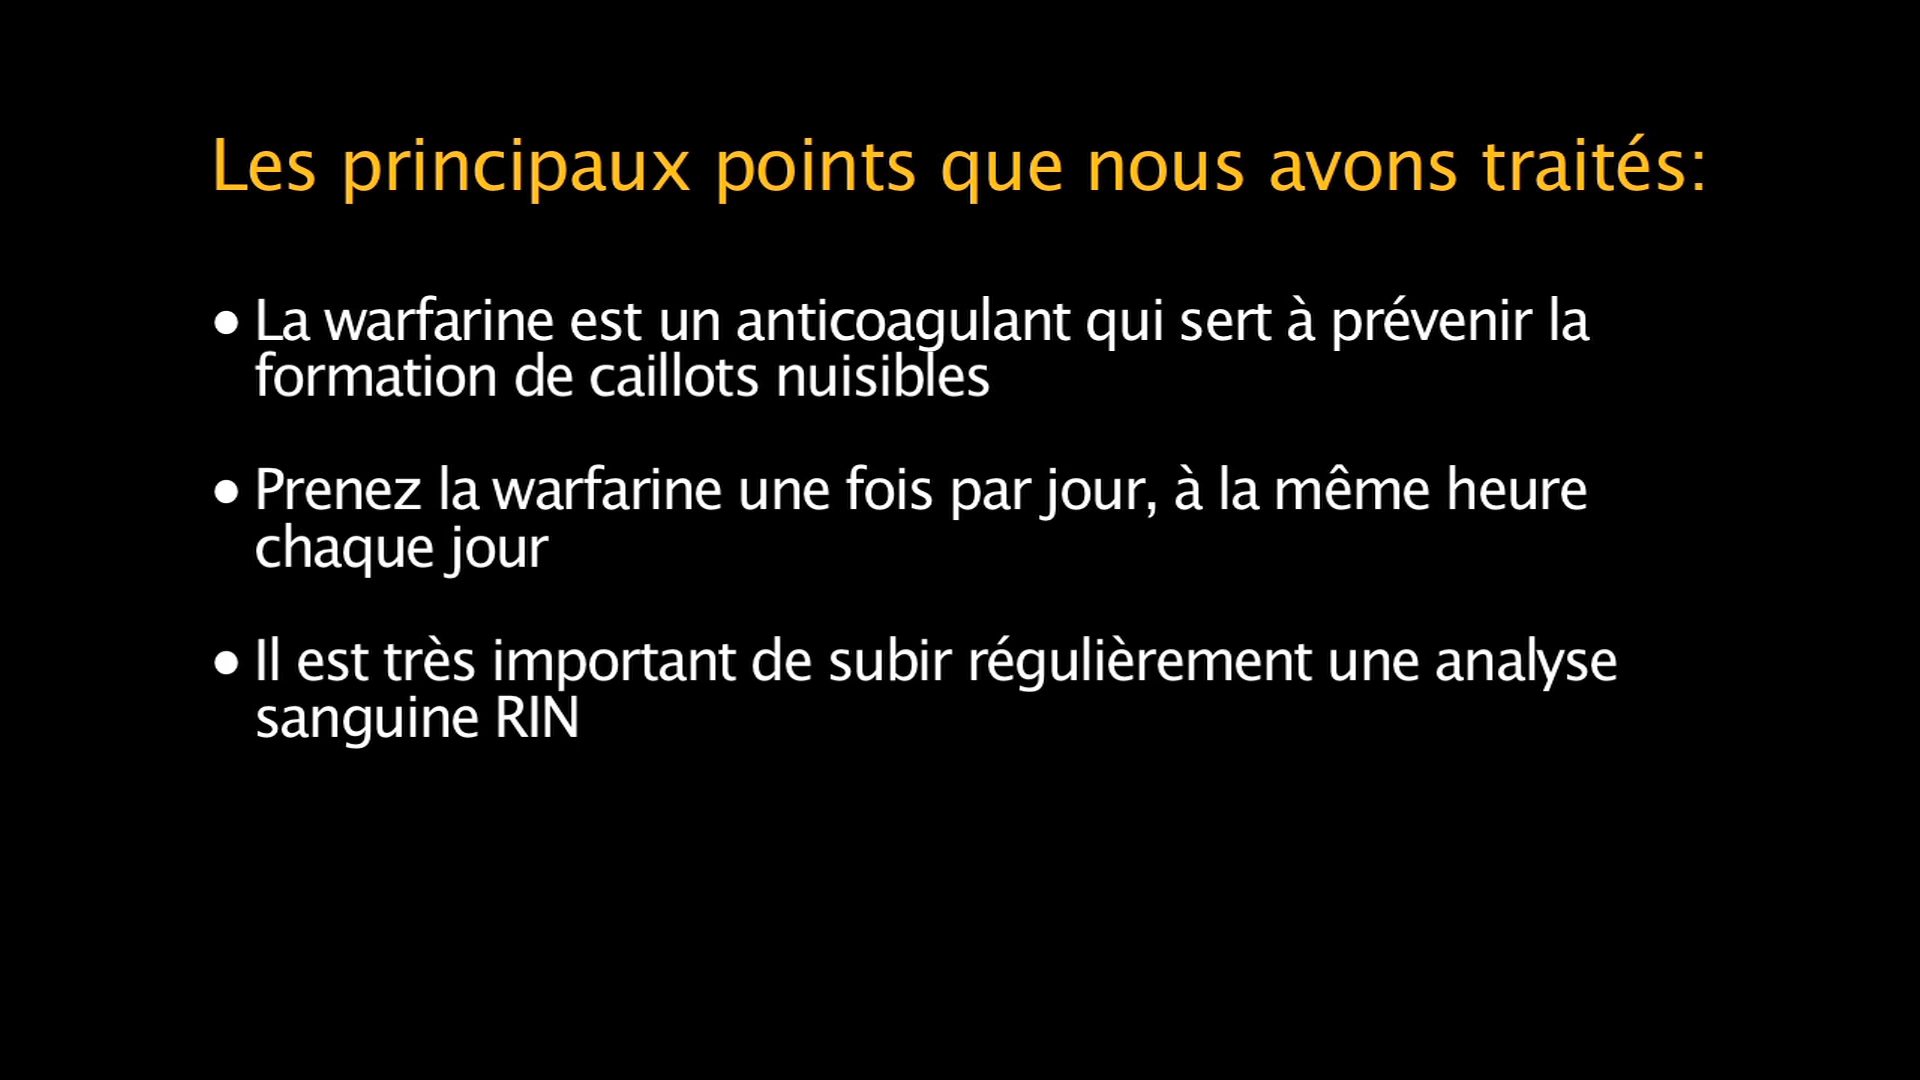 Les principaux points que nous avons traités:
• La warfarine est un anticoagulant qui sert à prévenir la
formation de caillots nuisibles
• Prenez la warfarine une fois par jour, à la même heure
chaque jour
• Il est très important de subir régulièrement une analyse
sanguine RIN